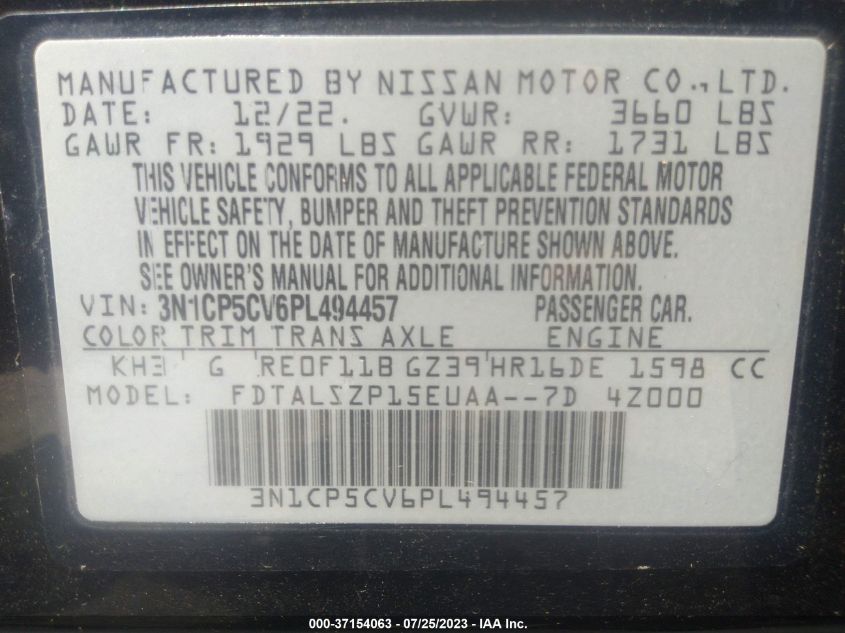 MANUFACTURED BY NISSAN MOTOR CO., LTD.
DATE: 12/22. GVWR: 3660 LBS
GAWR FR: 1929 LBS GAWR RR: 1731 LBS
THIS VEHICLE CONFORMS TO ALL APPLICABLE FEDERAL MOTOR
VEHICLE SAFETY, BUMPER AND THEFT PREVENTION STANDARDS
IN EFFECT ON THE DATE OF MANUFACTURE SHOWN ABOVE.
SEE OWNER'S MANUAL FOR ADDITIONAL INFORMATION.
VIN: 3N1CP5CV6PL494457 PASSENGER CAR.
COLOR TRIM TRANS AXLE ENGINE
KH3 G RE0F11B GZ39 HR16DE 1598 CC
MODEL: FDTALSZP15EUAA--7D 4Z000
3N1CP5CV6PL494457
000-37154063 - 07/25/2023 - IAA Inc.